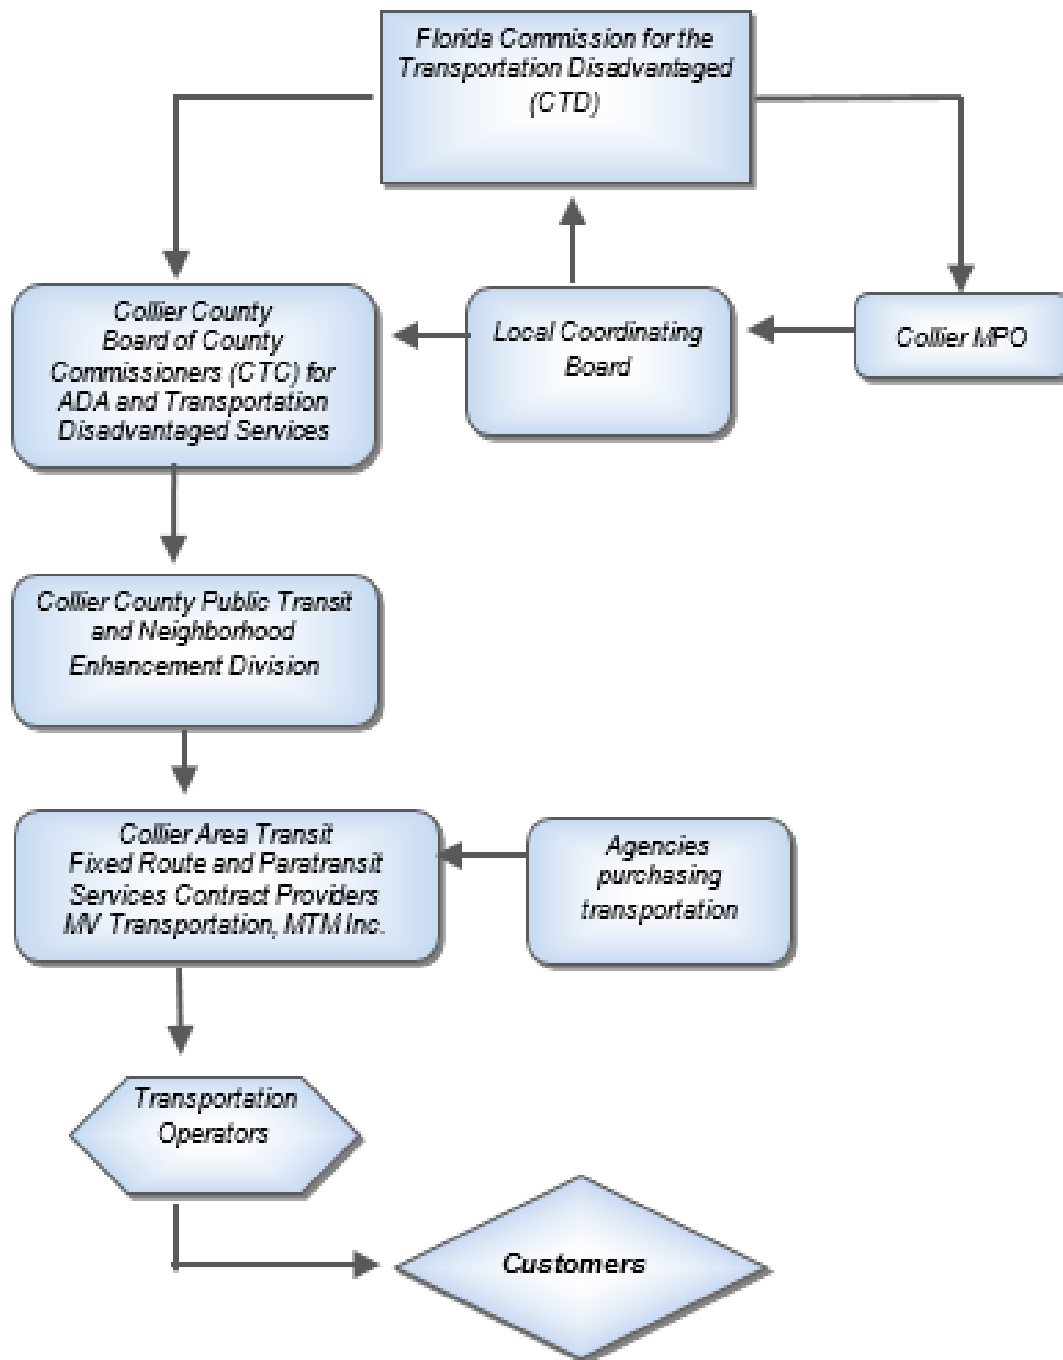 Florida Commission for the
Transportation Disadvantaged
(CTD)
Collier County
Board of County
Commissioners (CTC) for
ADA and Transportation
Disadvantaged Services
Local Coordinating
Board
Collier MPO
Collier County Public Transit
and Neighborhood
Enhancement Division
Collier Area Transit
Fixed Route and Paratransit
Services Contract Providers
MV Transportation, MTM Inc.
Agencies
purchasing
transportation
Transportation
Operators
Customers